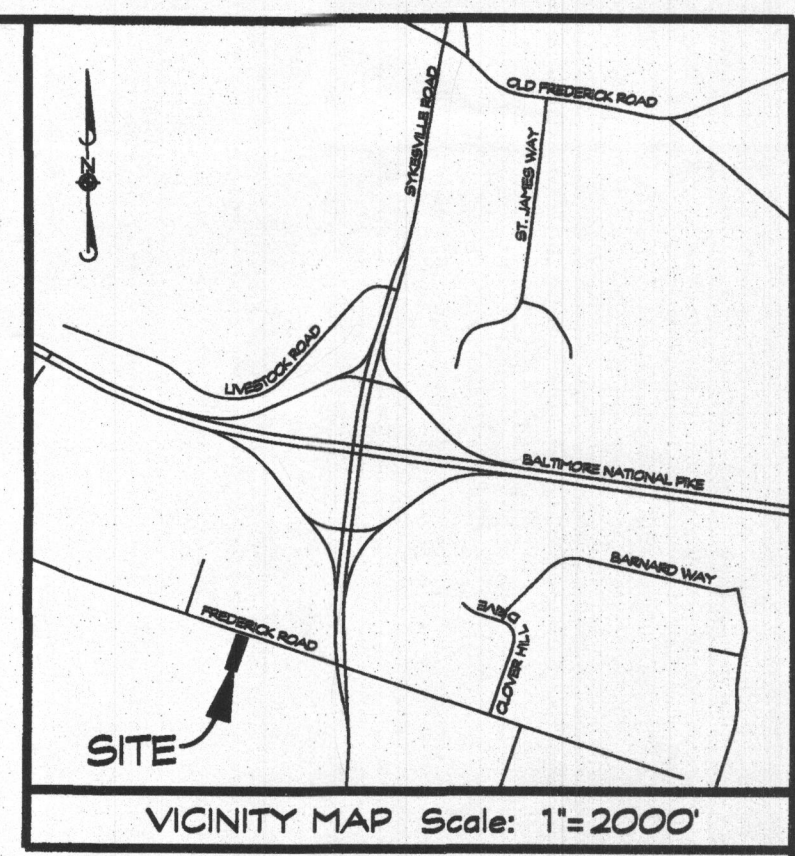 OLD FREDERICK ROAD
SYKESVILLE ROAD
ST. JAMES WAY
N
LIVESTOCK ROAD
BALTIMORE NATIONAL PIKE
BARNARD WAY
CLOVER HILL
DRIVE
FREDERICK ROAD
SITE
VICINITY MAP Scale: 1"=2000'